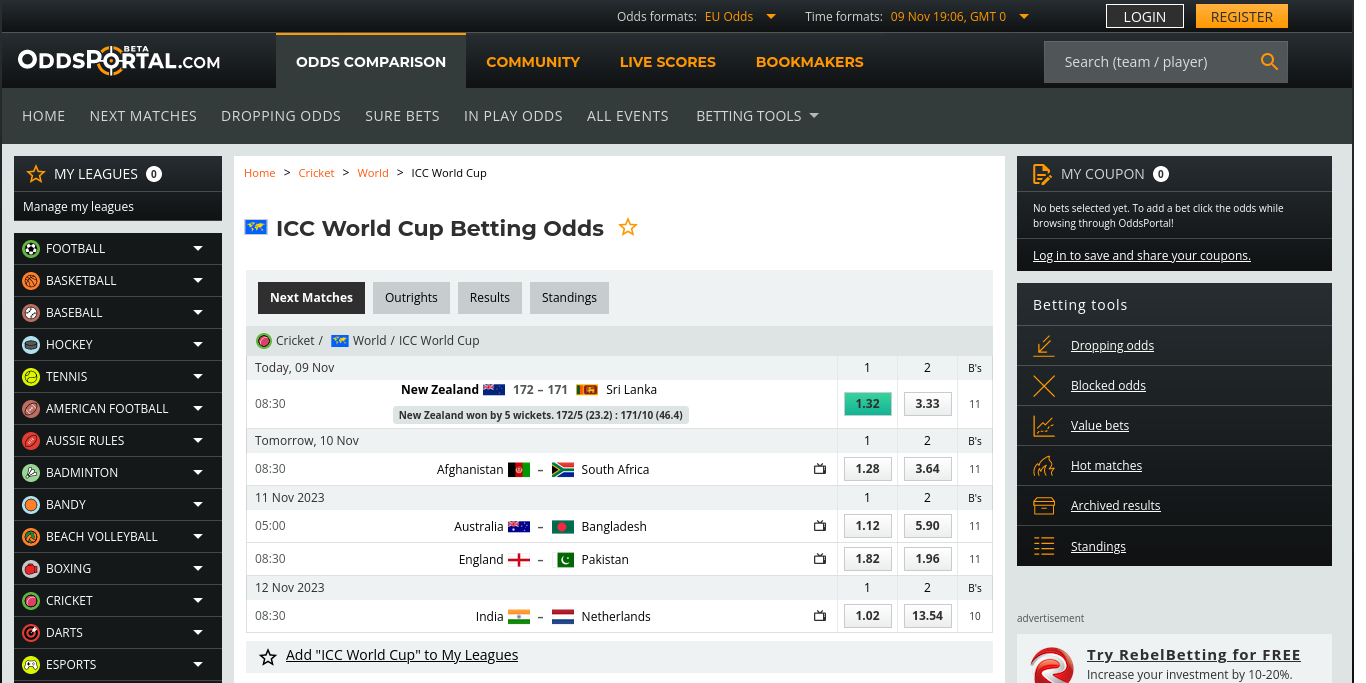 Odds formats: EU Odds Time formats: 09 Nov 19:06, GMT 0 LOGIN REGISTER
ODDSPORTAL.COM BETA
ODDS COMPARISON COMMUNITY LIVE SCORES BOOKMAKERS Search (team / player)
HOME NEXT MATCHES DROPPING ODDS SURE BETS IN PLAY ODDS ALL EVENTS BETTING TOOLS
MY LEAGUES 0
Manage my leagues
FOOTBALL
BASKETBALL
BASEBALL
HOCKEY
TENNIS
AMERICAN FOOTBALL
AUSSIE RULES
BADMINTON
BANDY
BEACH VOLLEYBALL
BOXING
CRICKET
DARTS
ESPORTS
Home > Cricket > World > ICC World Cup
ICC World Cup Betting Odds
Next Matches Outrights Results Standings
Cricket / World / ICC World Cup
Today, 09 Nov 1 2 B's
New Zealand 172 – 171 Sri Lanka
08:30 1.32 3.33 11
New Zealand won by 5 wickets. 172/5 (23.2) : 171/10 (46.4)
Tomorrow, 10 Nov 1 2 B's
08:30 Afghanistan – South Africa 1.28 3.64 11
11 Nov 2023 1 2 B's
05:00 Australia – Bangladesh 1.12 5.90 11
08:30 England – Pakistan 1.82 1.96 11
12 Nov 2023 1 2 B's
08:30 India – Netherlands 1.02 13.54 10
Add "ICC World Cup" to My Leagues
MY COUPON 0
No bets selected yet. To add a bet click the odds while
browsing through OddsPortal!
Log in to save and share your coupons.
Betting tools
Dropping odds
Blocked odds
Value bets
Hot matches
Archived results
Standings
advertisement
Try RebelBetting for FREE
Increase your investment by 10-20%.